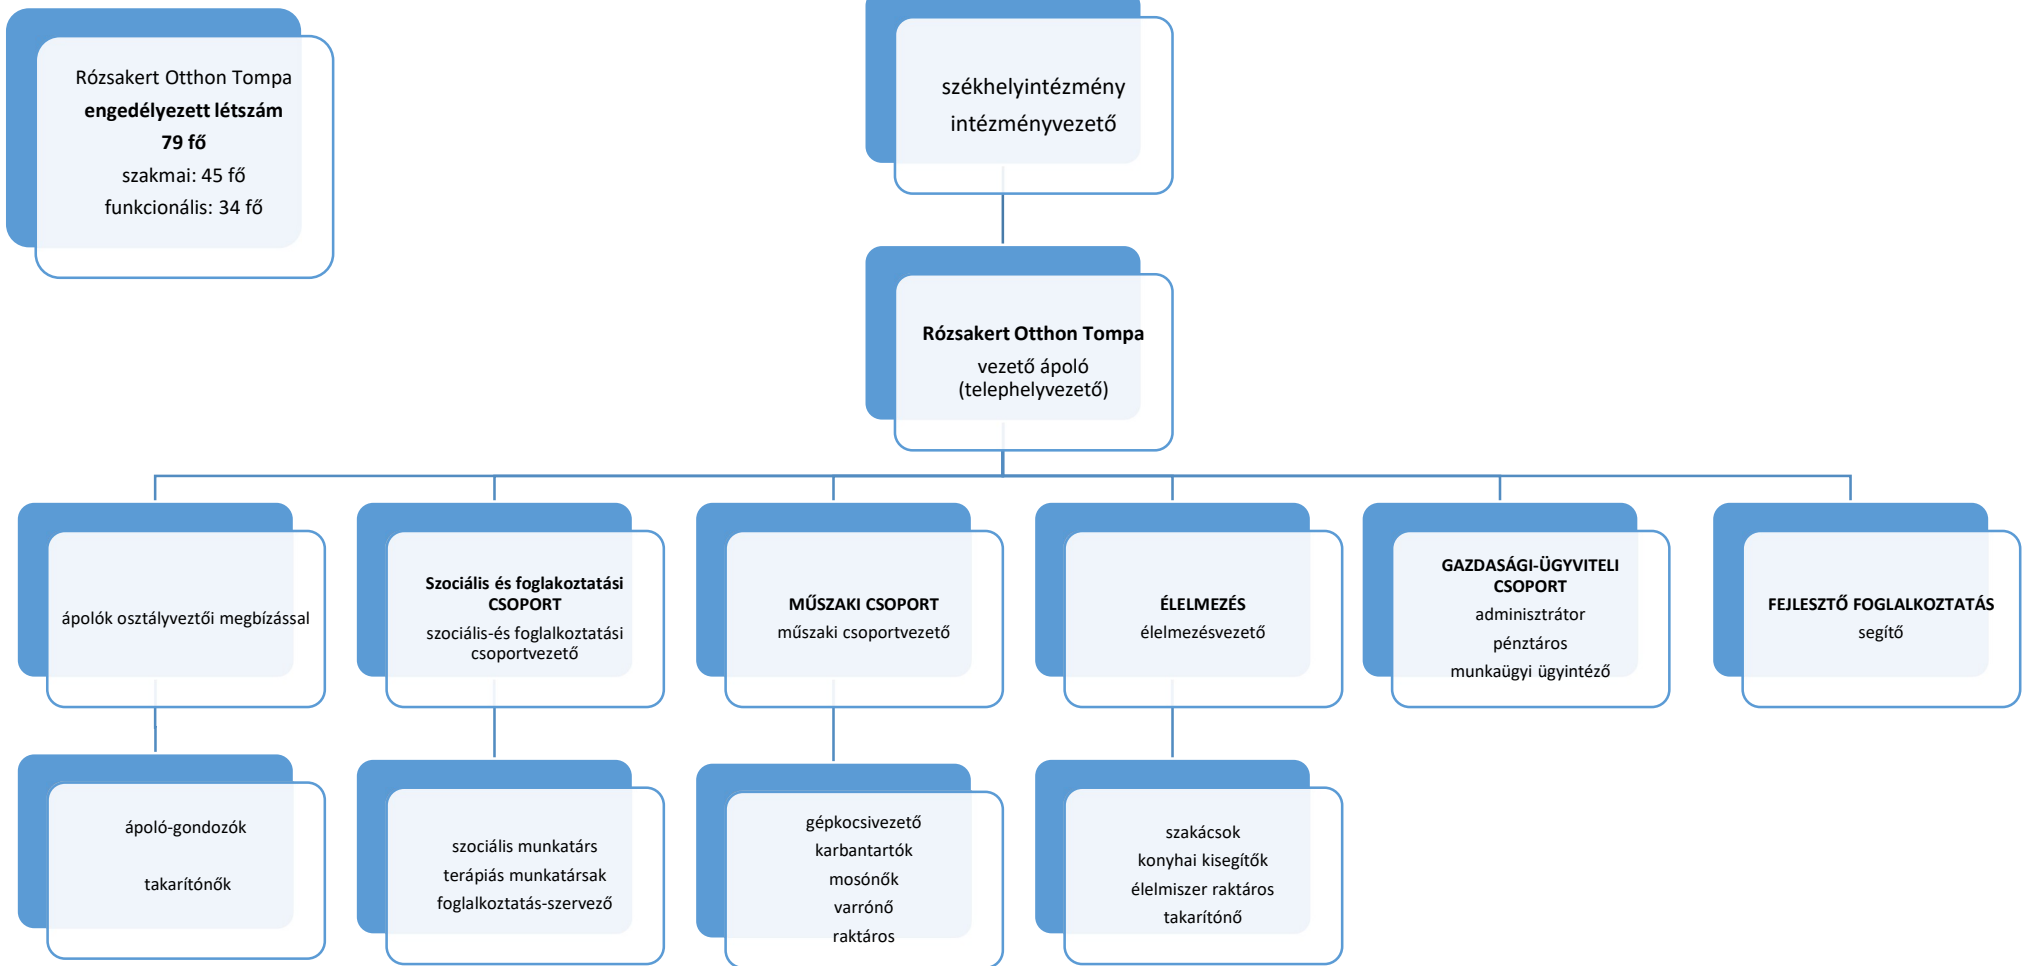 Rózsakert Otthon Tompa
engedélyezett létszám
79 fő
szakmai: 45 fő
funkcionális: 34 fő
székhelyintézmény
intézményvezető
Rózsakert Otthon Tompa
vezető ápoló
(telephelyvezető)
ápolók osztályveztői megbízással
Szociális és foglakoztatási
CSOPORT
szociális-és foglalkoztatási
csoportvezető
MŰSZAKI CSOPORT
műszaki csoportvezető
ÉLELMEZÉS
élelmezésvezető
GAZDASÁGI-ÜGYVITELI
CSOPORT
adminisztrátor
pénztáros
munkaügyi ügyintéző
FEJLESZTŐ FOGLALKOZTATÁS
segítő
ápoló-gondozók
takarítónők
szociális munkatárs
terápiás munkatársak
foglalkoztatás-szervező
gépkocsivezető
karbantartók
mosónők
varrónő
raktáros
szakácsok
konyhai kisegítők
élelmiszer raktáros
takarítónő